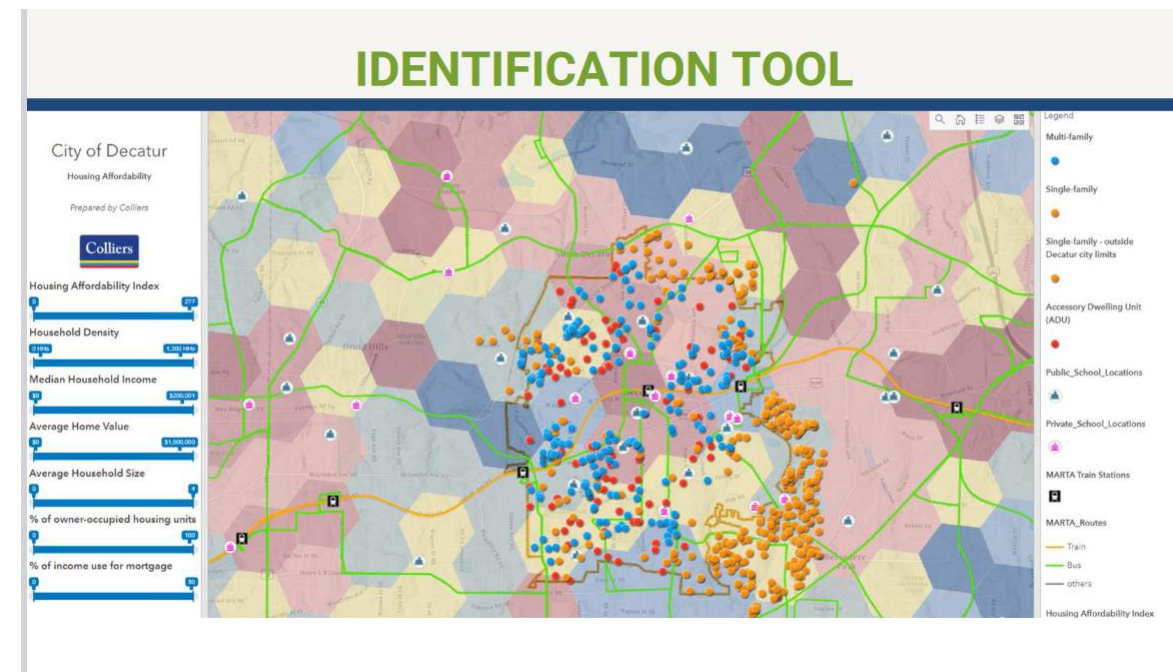 IDENTIFICATION TOOL
City of Decatur
Housing Affordability
Prepared by Colliers
Colliers
Housing Affordability Index
0
277
Household Density
0 HHs
1,300 HHs
Median Household Income
$0
$200,001
Average Home Value
$0
$1,000,000
Average Household Size
0
4
% of owner-occupied housing units
0
100
% of income use for mortgage
0
50
Druid Hills
Legend
Multi-family
Single-family
Single-family - outside
Decatur city limits
Accessory Dwelling Unit
(ADU)
Public_School_Locations
Private_School_Locations
MARTA Train Stations
MARTA_Routes
Train
Bus
others
Housing Affordability Index